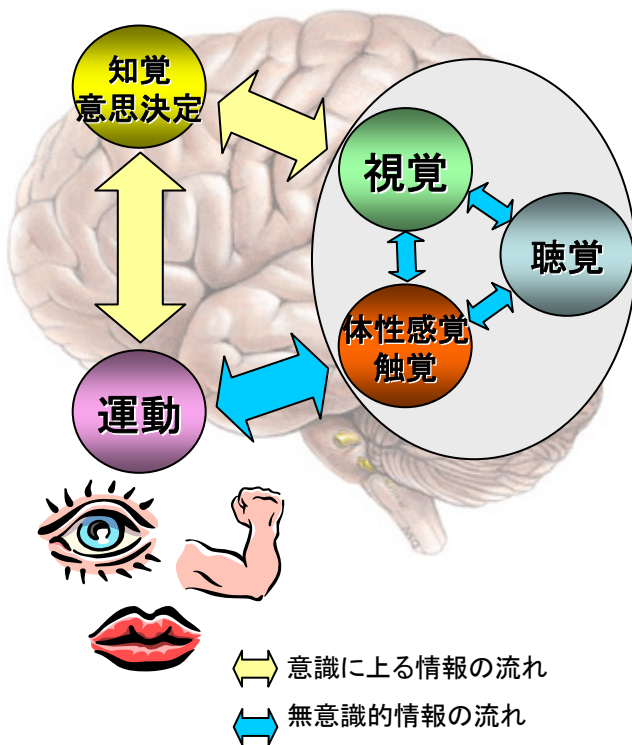 知覚
意思決定
視覚
聴覚
体性感覚
触覚
運動
意識に上る情報の流れ
無意識的情報の流れ